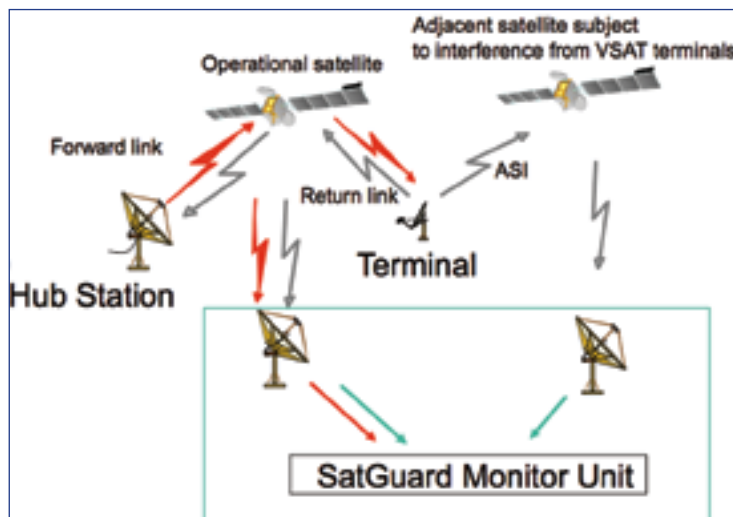 Adjacent satellite subject
to interference from VSAT terminals
Operational satellite
Forward link
ASI
Return link
Terminal
Hub Station
SatGuard Monitor Unit